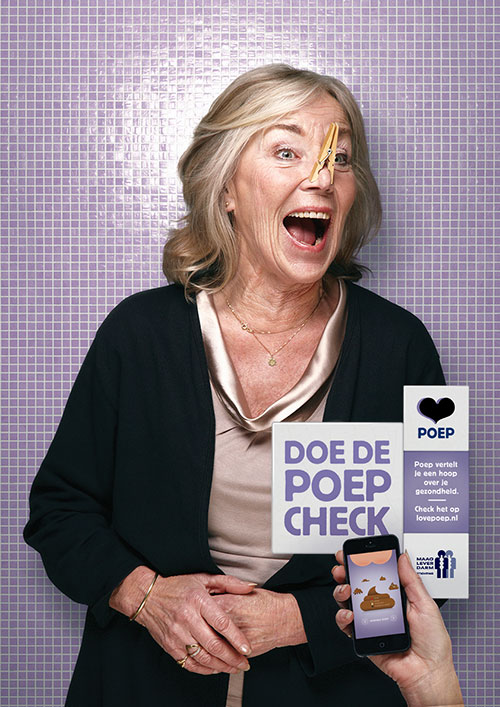 DOE DE
POEP
CHECK
POEP
Poep vertelt
je een hoop
over je
gezondheid.
Check het op
lovepoep.nl
MAAG
LEVER
DARM